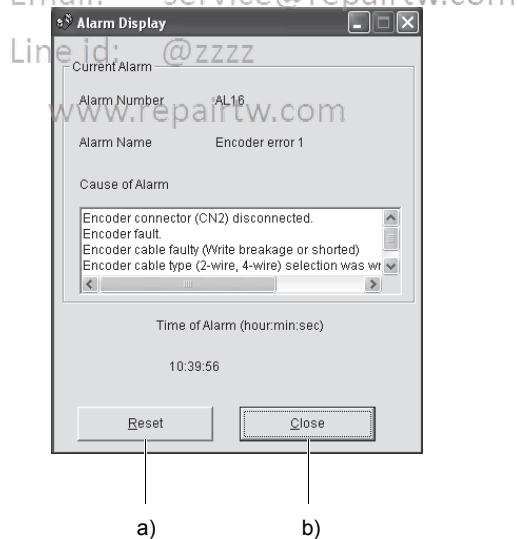 Email: service@repairtw.com
Alarm Display
Line id: @zzzz
Current Alarm
Alarm Number AL16
www.repairtw.com
Alarm Name Encoder error 1
Cause of Alarm
Encoder connector (CN2) disconnected.
Encoder fault.
Encoder cable faulty (Write breakage or shorted)
Encoder cable type (2-wire, 4-wire) selection was wr
Time of Alarm (hour:min:sec)
10:39:56
Reset Close
a) b)